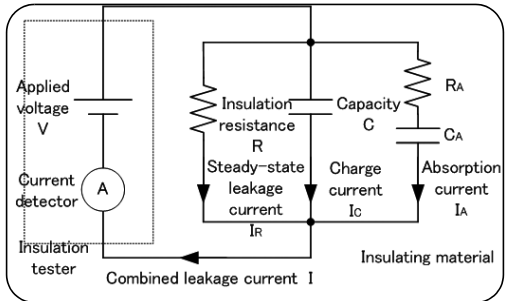 Applied
voltage
V
Current
detector
A
Insulation
tester
Insulation
resistance
R
Steady-state
leakage
current
IR
Capacity
C
Charge
current
IC
RA
CA
Absorption
current
IA
Insulating material
Combined leakage current I